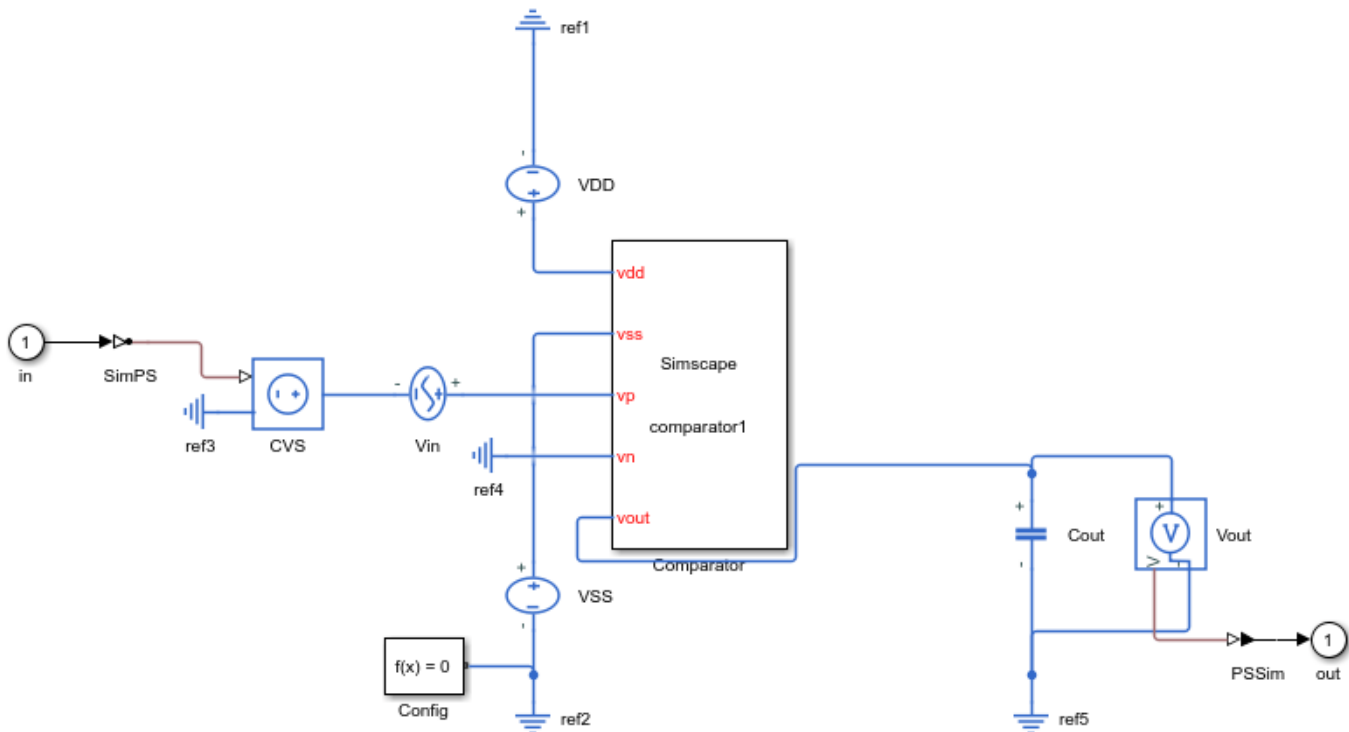 ref1
-
VDD
+
vdd
vss
1
in
SimPS
ref3
CVS
-
+
Vin
vp
Simscape
comparator1
vn
ref4
vout
Comparator
+
VSS
-
f(x) = 0
Config
ref2
+
Cout
-
+
V
Vout
V
-
PSSim
1
out
ref5